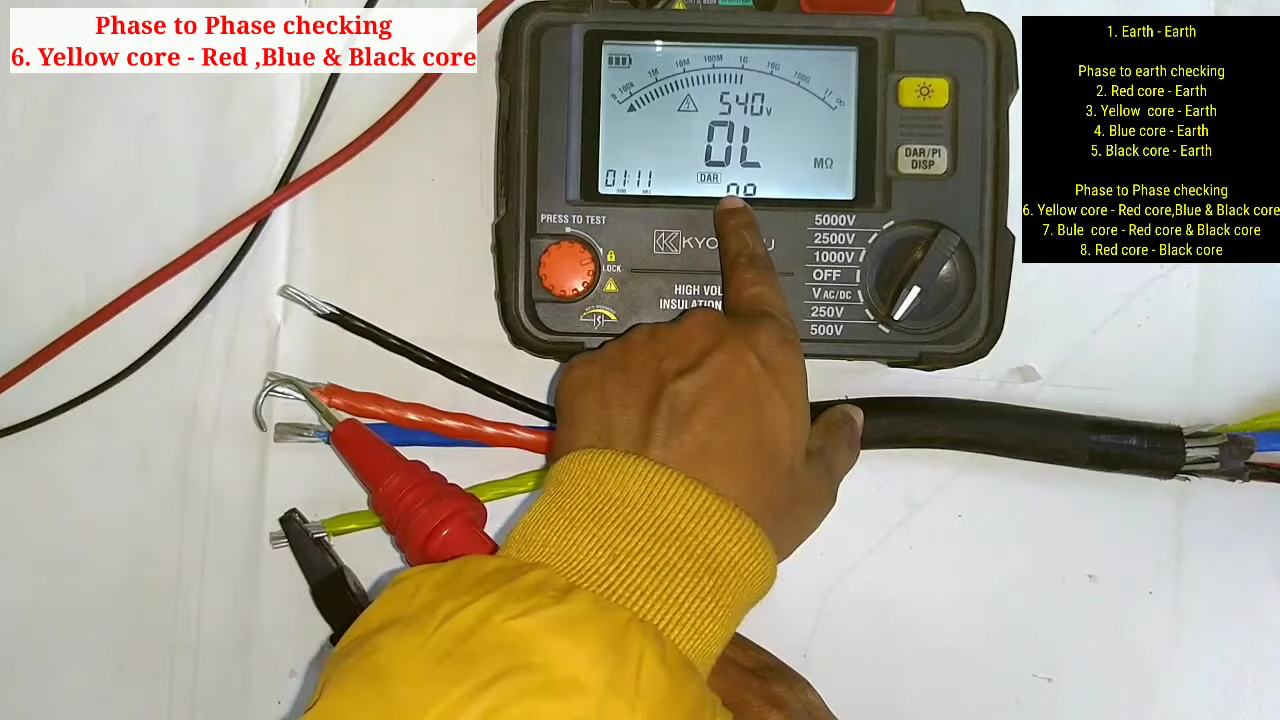 Phase to Phase checking
6. Yellow core - Red ,Blue & Black core
1. Earth - Earth
Phase to earth checking
2. Red core - Earth
3. Yellow core - Earth
4. Blue core - Earth
5. Black core - Earth
Phase to Phase checking
6. Yellow core - Red core,Blue & Black core
7. Bule core - Red core & Black core
8. Red core - Black core
0 100k 1M 10M 100M 1G 10G 100G 1T ∞
540v
OL MΩ
01:11
DAR
DAR/PI
DISP
PRESS TO TEST
LOCK
HIGH
INSULATION
5000V
2500V
1000V
OFF
V AC/DC
250V
500V